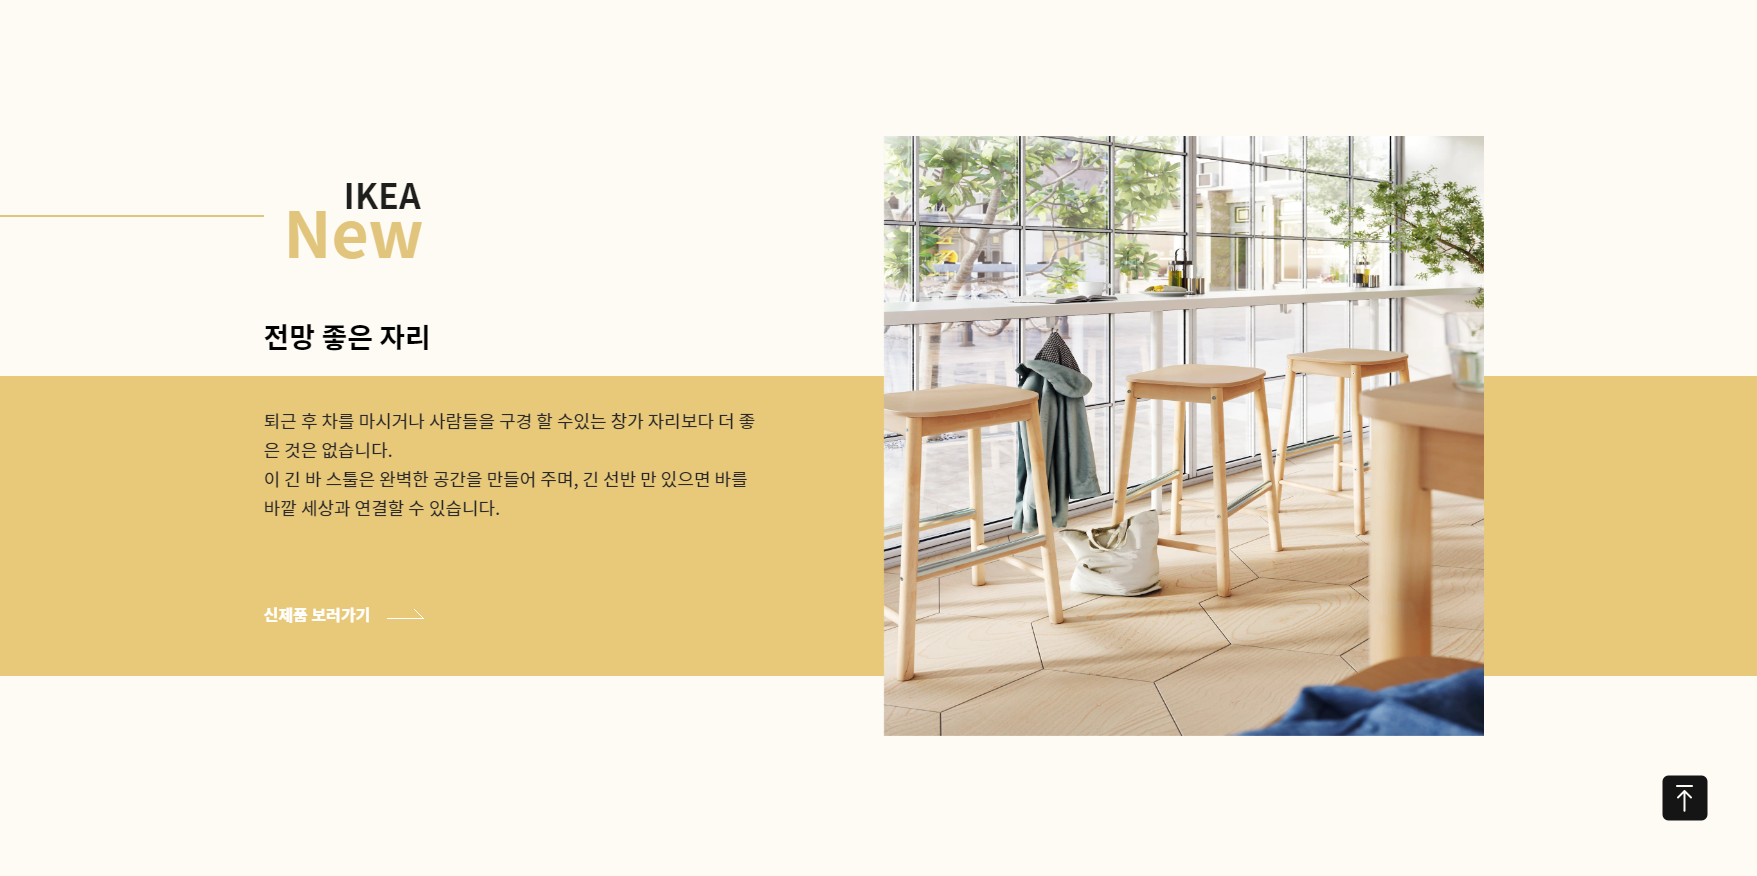 IKEA
New
전망 좋은 자리
퇴근 후 차를 마시거나 사람들을 구경 할 수있는 창가 자리보다 더 좋
은 것은 없습니다.
이 긴 바 스툴은 완벽한 공간을 만들어 주며, 긴 선반 만 있으면 바를
바깥 세상과 연결할 수 있습니다.
신제품 보러가기